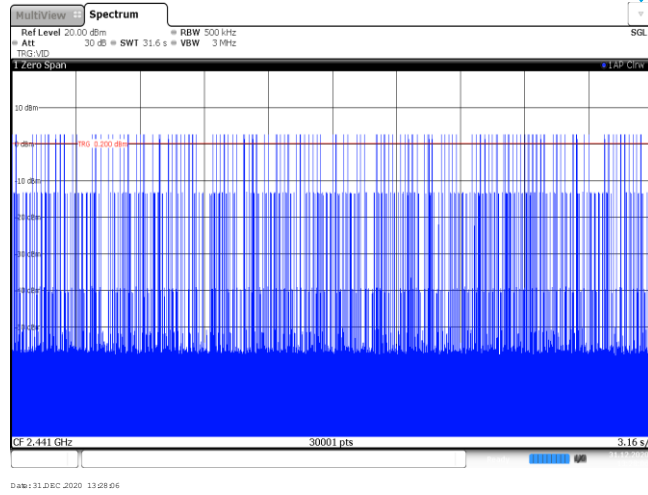 MultiView Spectrum
Ref Level 20.00 dBm RBW 500 kHz SGL
Att 30 dB SWT 31.6 s VBW 3 MHz
TRG:VID
1 Zero Span 1AP Clrw
10 dBm
0 dBm TRG 0.200 dBm
-10 dBm
-20 dBm
-30 dBm
-40 dBm
CF 2.441 GHz 30001 pts 3.16 s/
Date: 31.DEC.2020 13:28:06